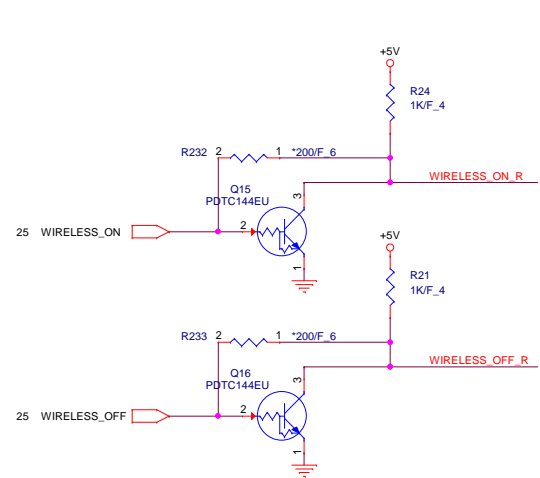 +5V
R24
1K/F_4
R232 2 1 *200/F_6
WIRELESS_ON_R
Q15
PDTC144EU
3
25 WIRELESS_ON 2
+5V
1
R21
1K/F_4
R233 2 1 *200/F_6
WIRELESS_OFF_R
Q16
PDTC144EU
3
25 WIRELESS_OFF 2
1